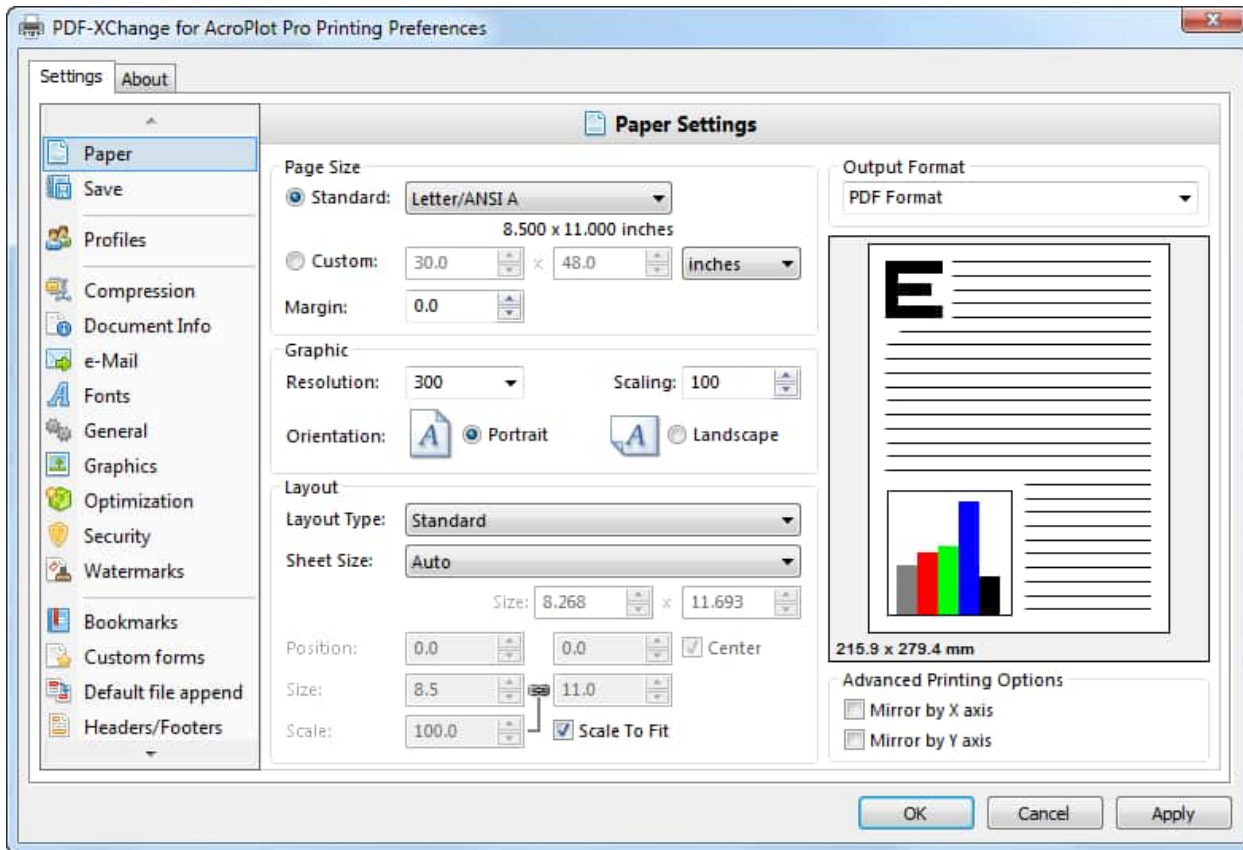 PDF-XChange for AcroPlot Pro Printing Preferences
Settings
About
Paper
Save
Profiles
Compression
Document Info
e-Mail
Fonts
General
Graphics
Optimization
Security
Watermarks
Bookmarks
Custom forms
Default file append
Headers/Footers
Paper Settings
Page Size
Standard: Letter/ANSI A
8.500 x 11.000 inches
Custom: 30.0 x 48.0 inches
Margin: 0.0
Graphic
Resolution: 300 Scaling: 100
Orientation: A Portrait A Landscape
Layout
Layout Type: Standard
Sheet Size: Auto
Size: 8.268 x 11.693
Position: 0.0 0.0 Center
Size: 8.5 11.0
Scale: 100.0 Scale To Fit
Output Format
PDF Format
E
215.9 x 279.4 mm
Advanced Printing Options
Mirror by X axis
Mirror by Y axis
OK Cancel Apply